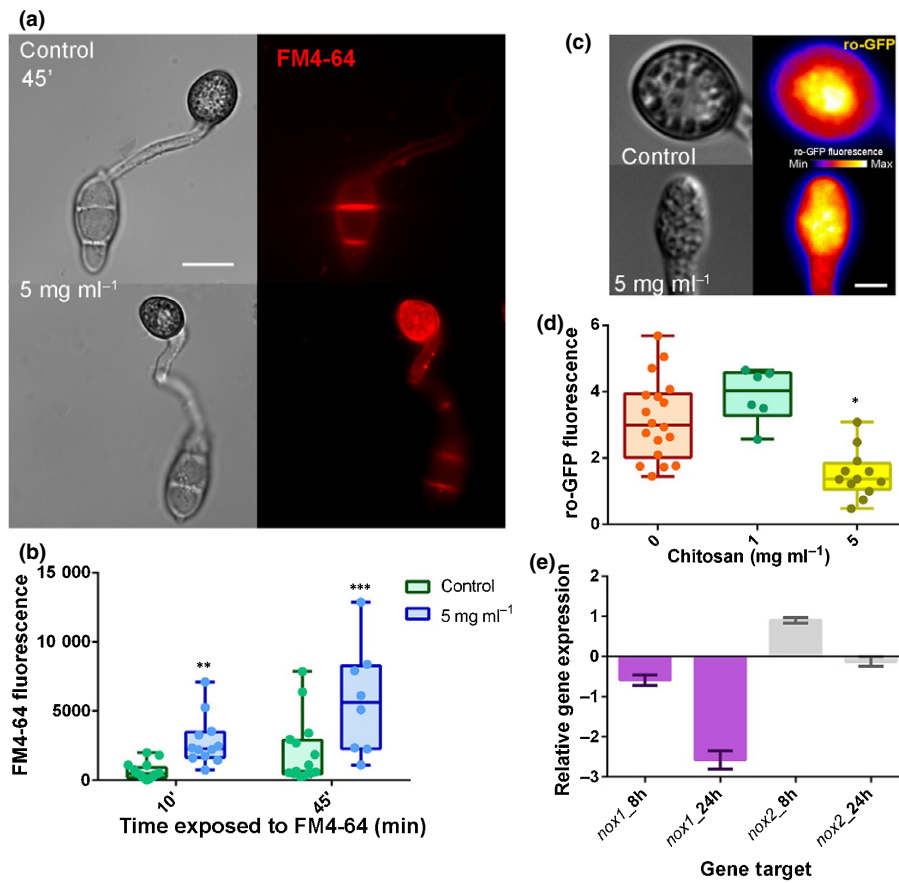 (a)
Control
45'
FM4-64
5 mg ml⁻¹
(b)
15 000
10 000
5000
0
FM4-64 fluorescence
**
***
Control
5 mg ml⁻¹
10'
45'
Time exposed to FM4-64 (min)
(c)
ro-GFP
Control
ro-GFP fluorescence
Min
Max
5 mg ml⁻¹
(d)
6
4
2
0
ro-GFP fluorescence
*
0
1
5
Chitosan (mg ml⁻¹)
(e)
2
1
0
–1
–2
–3
Relative gene expression
nox1_8h
nox1_24h
nox2_8h
nox2_24h
Gene target